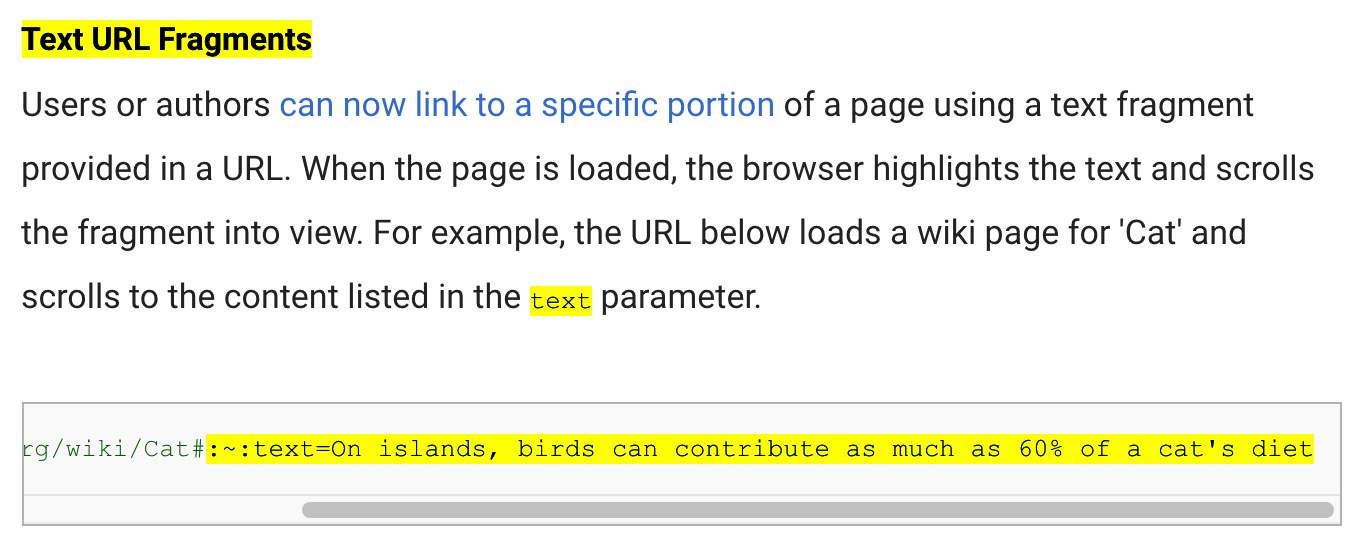 Text URL Fragments
Users or authors can now link to a specific portion of a page using a text fragment
provided in a URL. When the page is loaded, the browser highlights the text and scrolls
the fragment into view. For example, the URL below loads a wiki page for 'Cat' and
scrolls to the content listed in the text parameter.
rg/wiki/Cat#:~:text=On islands, birds can contribute as much as 60% of a cat's diet